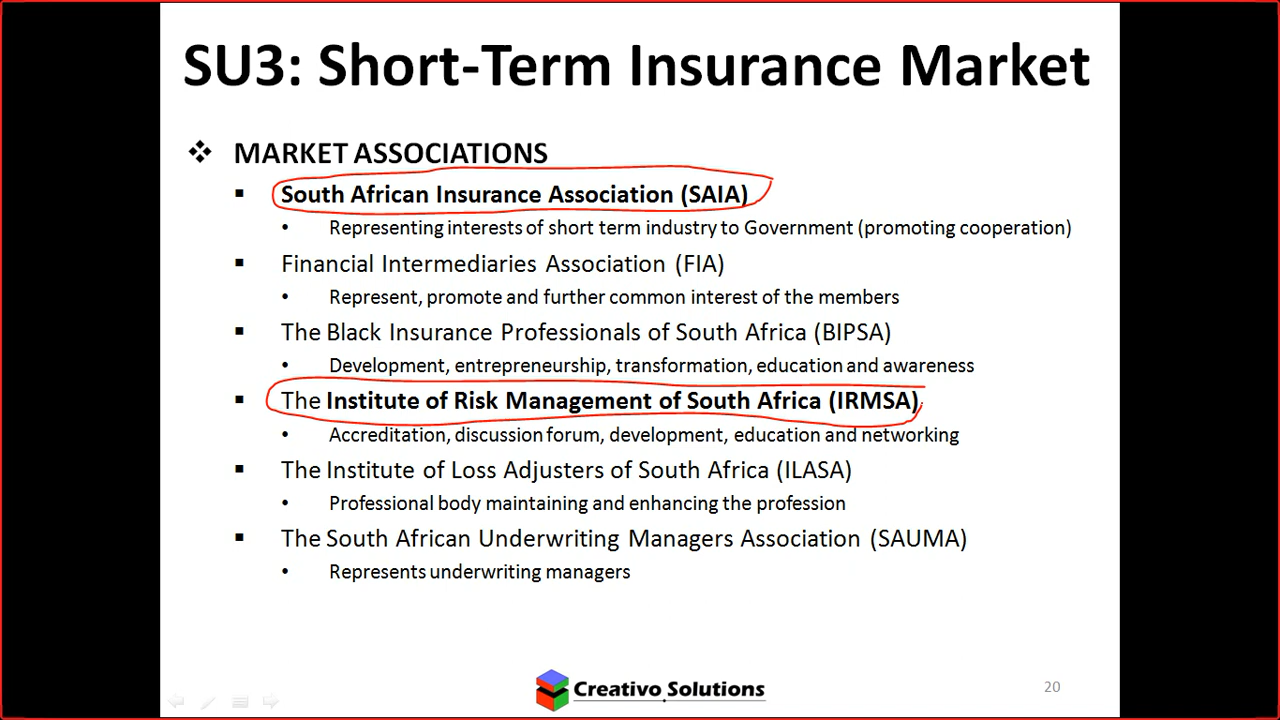 SU3: Short-Term Insurance Market
MARKET ASSOCIATIONS
South African Insurance Association (SAIA)
Representing interests of short term industry to Government (promoting cooperation)
Financial Intermediaries Association (FIA)
Represent, promote and further common interest of the members
The Black Insurance Professionals of South Africa (BIPSA)
Development, entrepreneurship, transformation, education and awareness
The Institute of Risk Management of South Africa (IRMSA)
Accreditation, discussion forum, development, education and networking
The Institute of Loss Adjusters of South Africa (ILASA)
Professional body maintaining and enhancing the profession
The South African Underwriting Managers Association (SAUMA)
Represents underwriting managers
Creativo Solutions
20